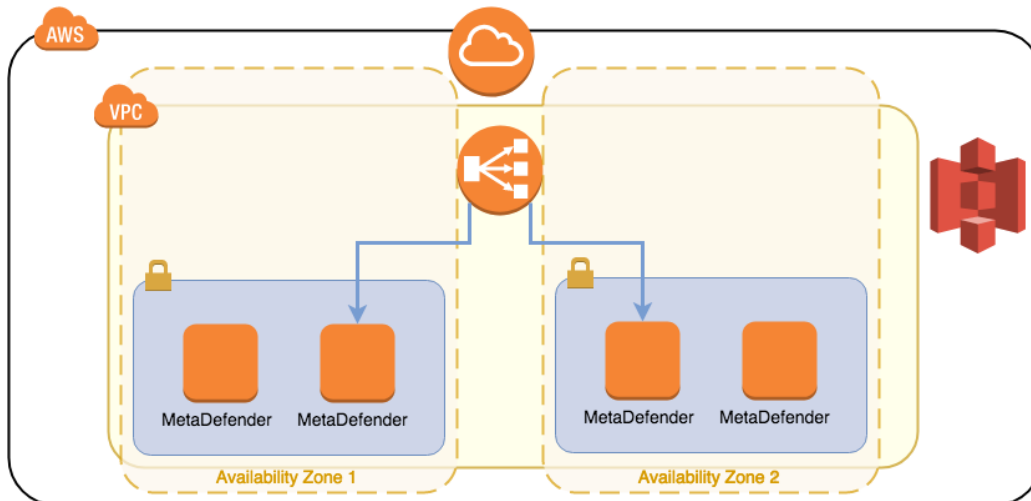 AWS
VPC
MetaDefender
MetaDefender
MetaDefender
MetaDefender
Availability Zone 1
Availability Zone 2